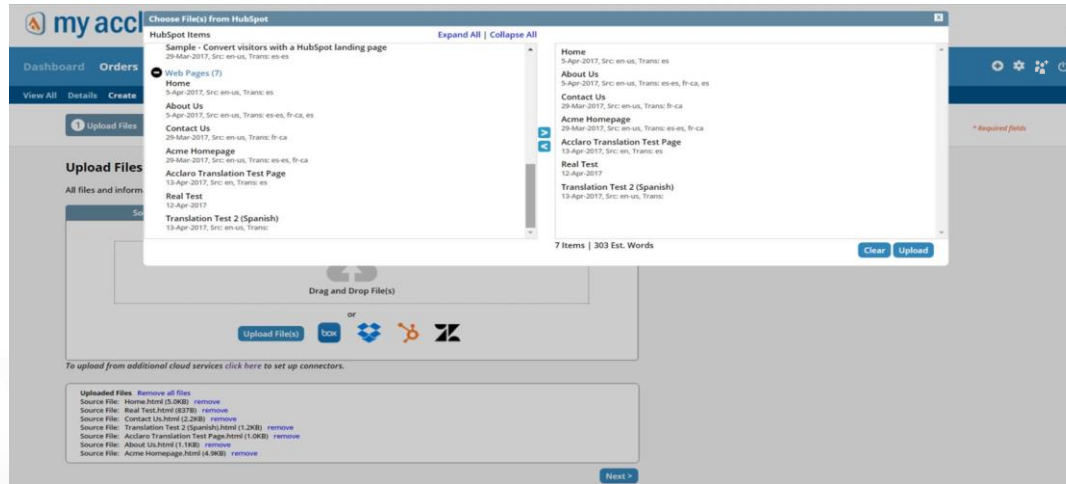 my accl
Choose File(s) from HubSpot
HubSpot Items
Expand All | Collapse All
Sample - Convert visitors with a HubSpot landing page
29-Mar-2017, Src: en-us, Trans: es-es
Web Pages (7)
Home
5-Apr-2017, Src: en-us, Trans: es
About Us
5-Apr-2017, Src: en-us, Trans: es-es, fr-ca, es
Contact Us
29-Mar-2017, Src: en-us, Trans: fr-ca
Acme Homepage
29-Mar-2017, Src: en-us, Trans: es-es, fr-ca
Acclaro Translation Test Page
13-Apr-2017, Src: en, Trans: es
Real Test
12-Apr-2017
Translation Test 2 (Spanish)
13-Apr-2017, Src: en-us, Trans:
Home
5-Apr-2017, Src: en-us, Trans: es
About Us
5-Apr-2017, Src: en-us, Trans: es-es, fr-ca, es
Contact Us
29-Mar-2017, Src: en-us, Trans: fr-ca
Acme Homepage
29-Mar-2017, Src: en-us, Trans: es-es, fr-ca
Acclaro Translation Test Page
13-Apr-2017, Src: en, Trans: es
Real Test
12-Apr-2017
Translation Test 2 (Spanish)
13-Apr-2017, Src: en-us, Trans:
7 Items | 303 Est. Words
Clear
Upload
Dashboard Orders
View All Details Create
1 Upload Files
* Required fields
Upload Files
All files and inform
So
Drag and Drop File(s)
or
Upload File(s)
box
To upload from additional cloud services click here to set up connectors.
Uploaded Files Remove all files
Source File: Home.html (5.0KB) remove
Source File: Real Test.html (837B) remove
Source File: Contact Us.html (2.2KB) remove
Source File: Translation Test 2 (Spanish).html (1.2KB) remove
Source File: Acclaro Translation Test Page.html (1.0KB) remove
Source File: About Us.html (1.1KB) remove
Source File: Acme Homepage.html (4.9KB) remove
Next >